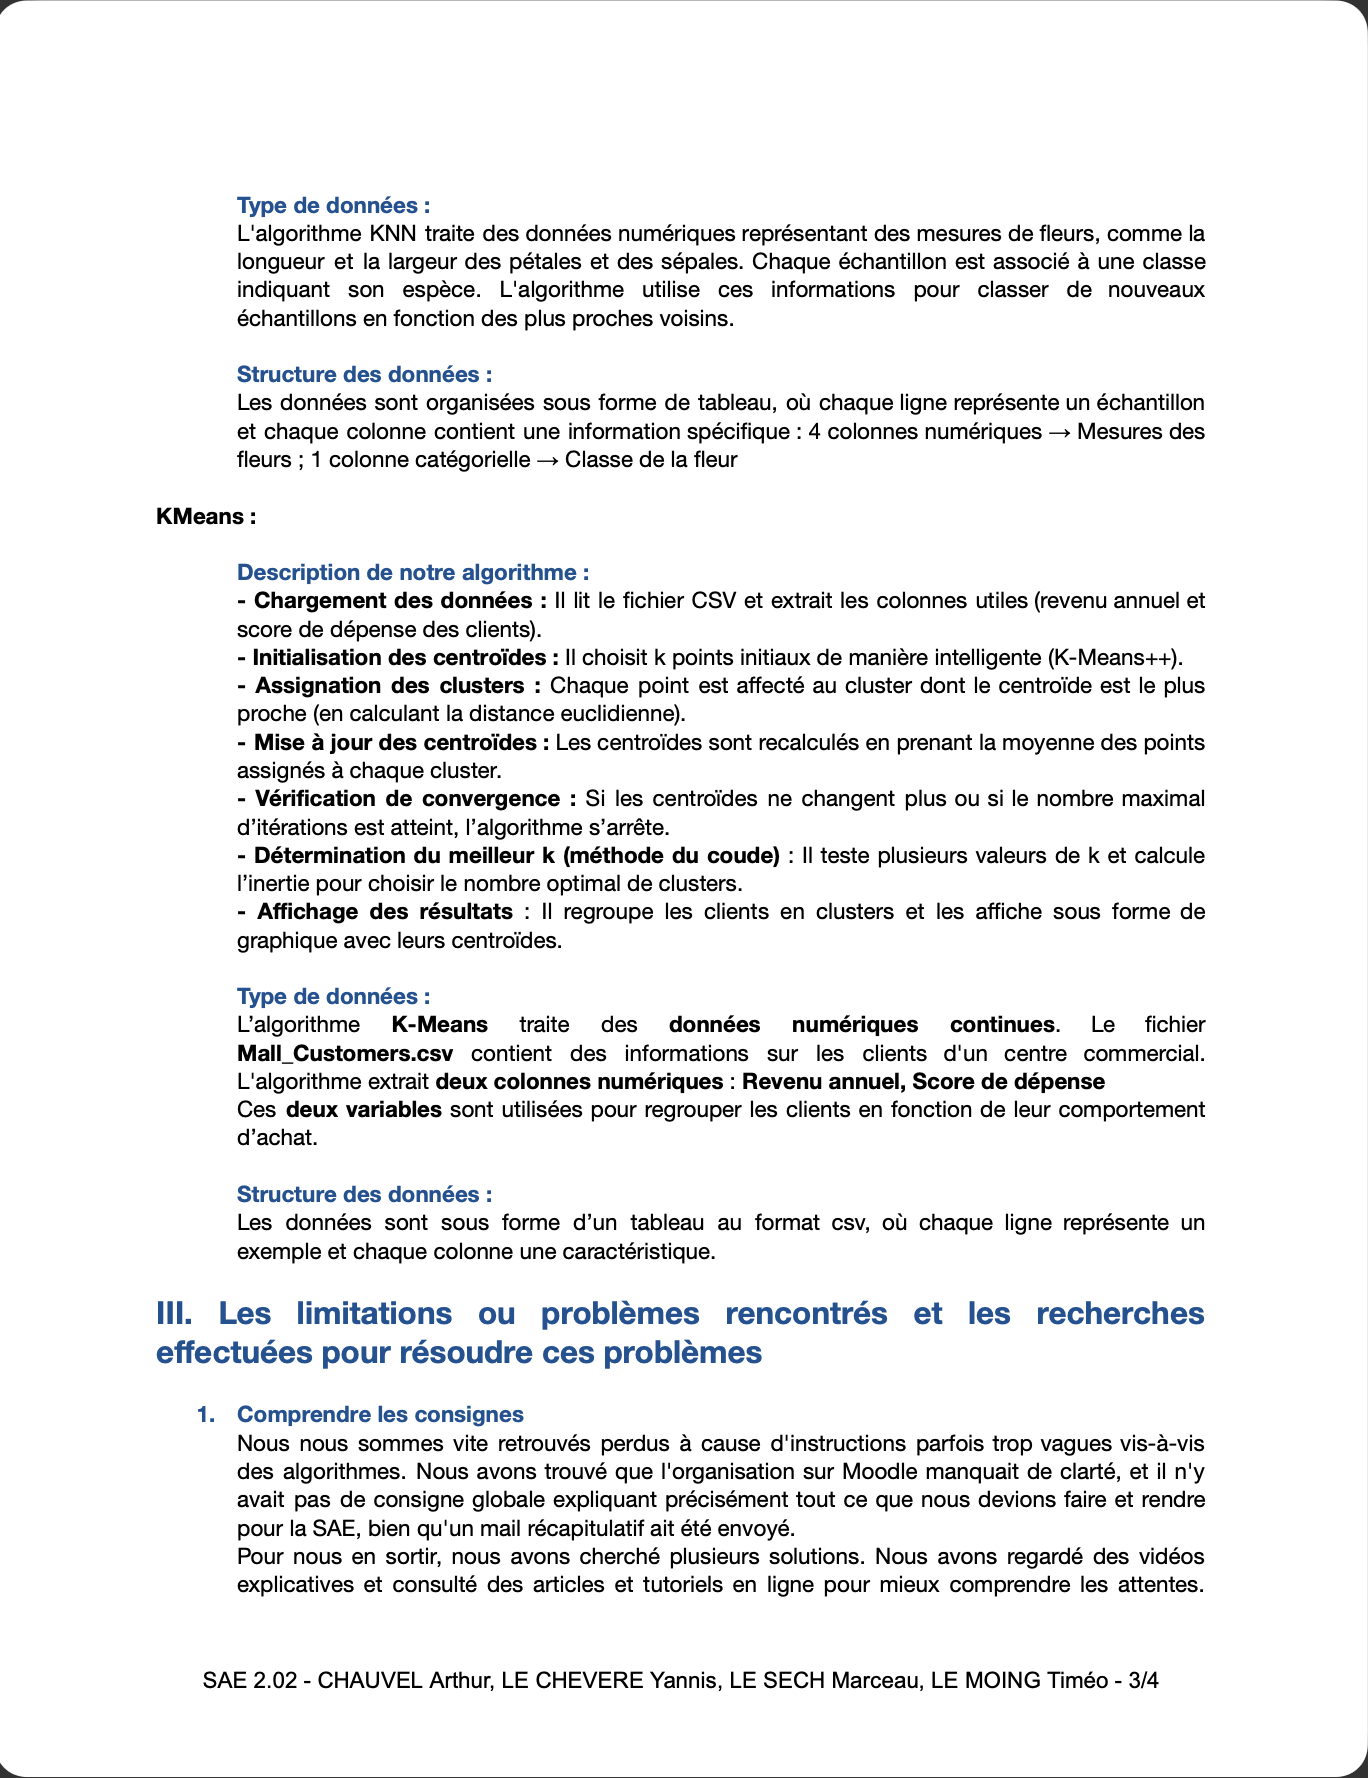 Type de données :
L'algorithme KNN traite des données numériques représentant des mesures de fleurs, comme la
longueur et la largeur des pétales et des sépales. Chaque échantillon est associé à une classe
indiquant son espèce. L'algorithme utilise ces informations pour classer de nouveaux
échantillons en fonction des plus proches voisins.
Structure des données :
Les données sont organisées sous forme de tableau, où chaque ligne représente un échantillon
et chaque colonne contient une information spécifique : 4 colonnes numériques → Mesures des
fleurs ; 1 colonne catégorielle → Classe de la fleur
KMeans :
Description de notre algorithme :
- Chargement des données : Il lit le fichier CSV et extrait les colonnes utiles (revenu annuel et
score de dépense des clients).
- Initialisation des centroïdes : Il choisit k points initiaux de manière intelligente (K-Means++).
- Assignation des clusters : Chaque point est affecté au cluster dont le centroïde est le plus
proche (en calculant la distance euclidienne).
- Mise à jour des centroïdes : Les centroïdes sont recalculés en prenant la moyenne des points
assignés à chaque cluster.
- Vérification de convergence : Si les centroïdes ne changent plus ou si le nombre maximal
d’itérations est atteint, l’algorithme s’arrête.
- Détermination du meilleur k (méthode du coude) : Il teste plusieurs valeurs de k et calcule
l’inertie pour choisir le nombre optimal de clusters.
- Affichage des résultats : Il regroupe les clients en clusters et les affiche sous forme de
graphique avec leurs centroïdes.
Type de données :
L’algorithme K-Means traite des données numériques continues. Le fichier
Mall_Customers.csv contient des informations sur les clients d'un centre commercial.
L'algorithme extrait deux colonnes numériques : Revenu annuel, Score de dépense
Ces deux variables sont utilisées pour regrouper les clients en fonction de leur comportement
d’achat.
Structure des données :
Les données sont sous forme d’un tableau au format csv, où chaque ligne représente un
exemple et chaque colonne une caractéristique.
III. Les limitations ou problèmes rencontrés et les recherches
effectuées pour résoudre ces problèmes
1. Comprendre les consignes
Nous nous sommes vite retrouvés perdus à cause d'instructions parfois trop vagues vis-à-vis
des algorithmes. Nous avons trouvé que l'organisation sur Moodle manquait de clarté, et il n'y
avait pas de consigne globale expliquant précisément tout ce que nous devions faire et rendre
pour la SAE, bien qu'un mail récapitulatif ait été envoyé.
Pour nous en sortir, nous avons cherché plusieurs solutions. Nous avons regardé des vidéos
explicatives et consulté des articles et tutoriels en ligne pour mieux comprendre les attentes.
SAE 2.02 - CHAUVEL Arthur, LE CHEVERE Yannis, LE SECH Marceau, LE MOING Timéo - 3/4